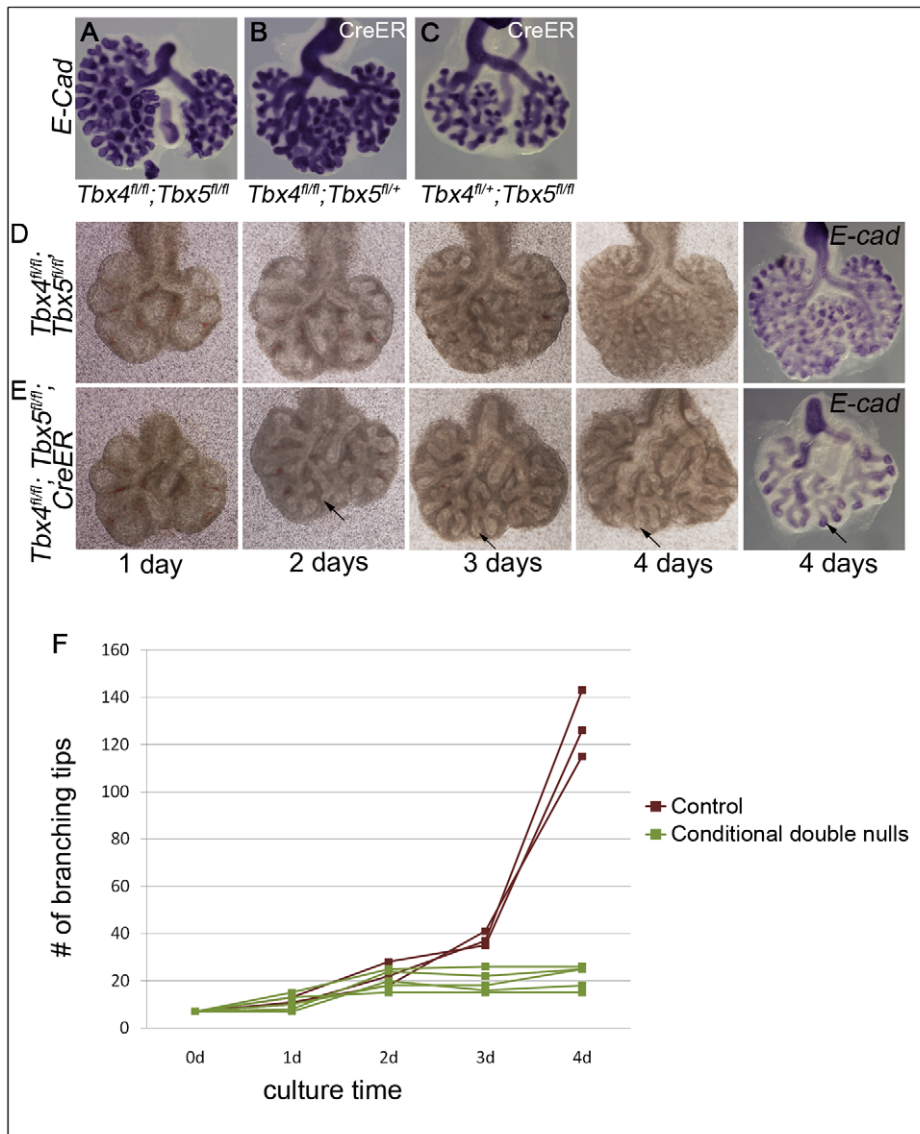 A
B
CreER
C
CreER
E-Cad
Tbx4fl/fl;Tbx5fl/fl
Tbx4fl/fl;Tbx5fl/+
Tbx4fl/+;Tbx5fl/fl
D
Tbx4fl/fl;
Tbx5fl/fl;
E-cad
E
Tbx4fl/fl; Tbx5fl/fl;
CreER
E-cad
1 day
2 days
3 days
4 days
4 days
F
# of branching tips
160
140
120
100
80
60
40
20
0
0d
1d
2d
3d
4d
culture time
Control
Conditional double nulls